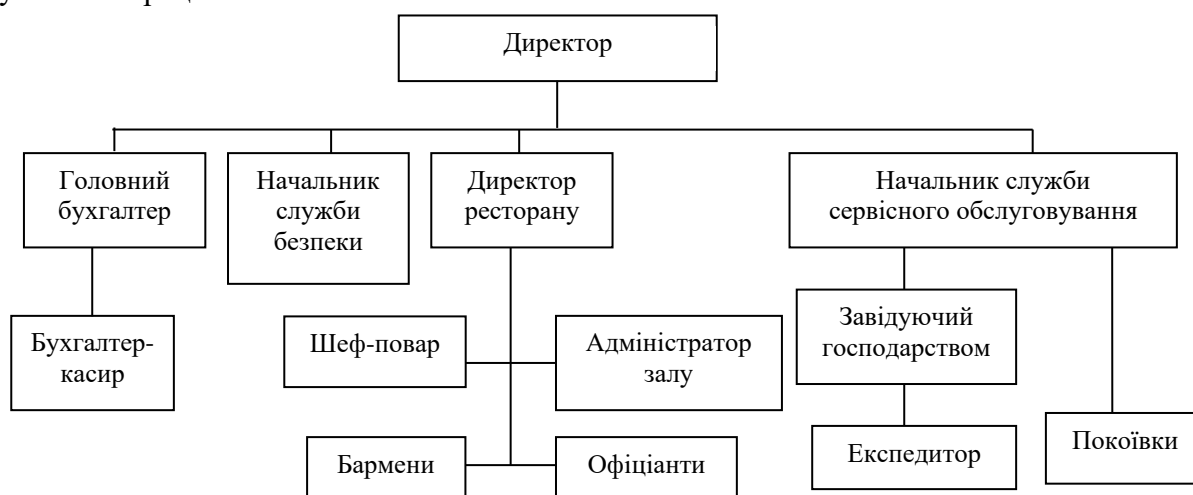 Директор
Головний
бухгалтер
Начальник
служби
безпеки
Директор
ресторану
Начальник служби
сервісного обслуговування
Бухгалтер-
касир
Шеф-повар
Адміністратор
залу
Завідуючий
господарством
Бармени
Офіціанти
Експедитор
Покоївки